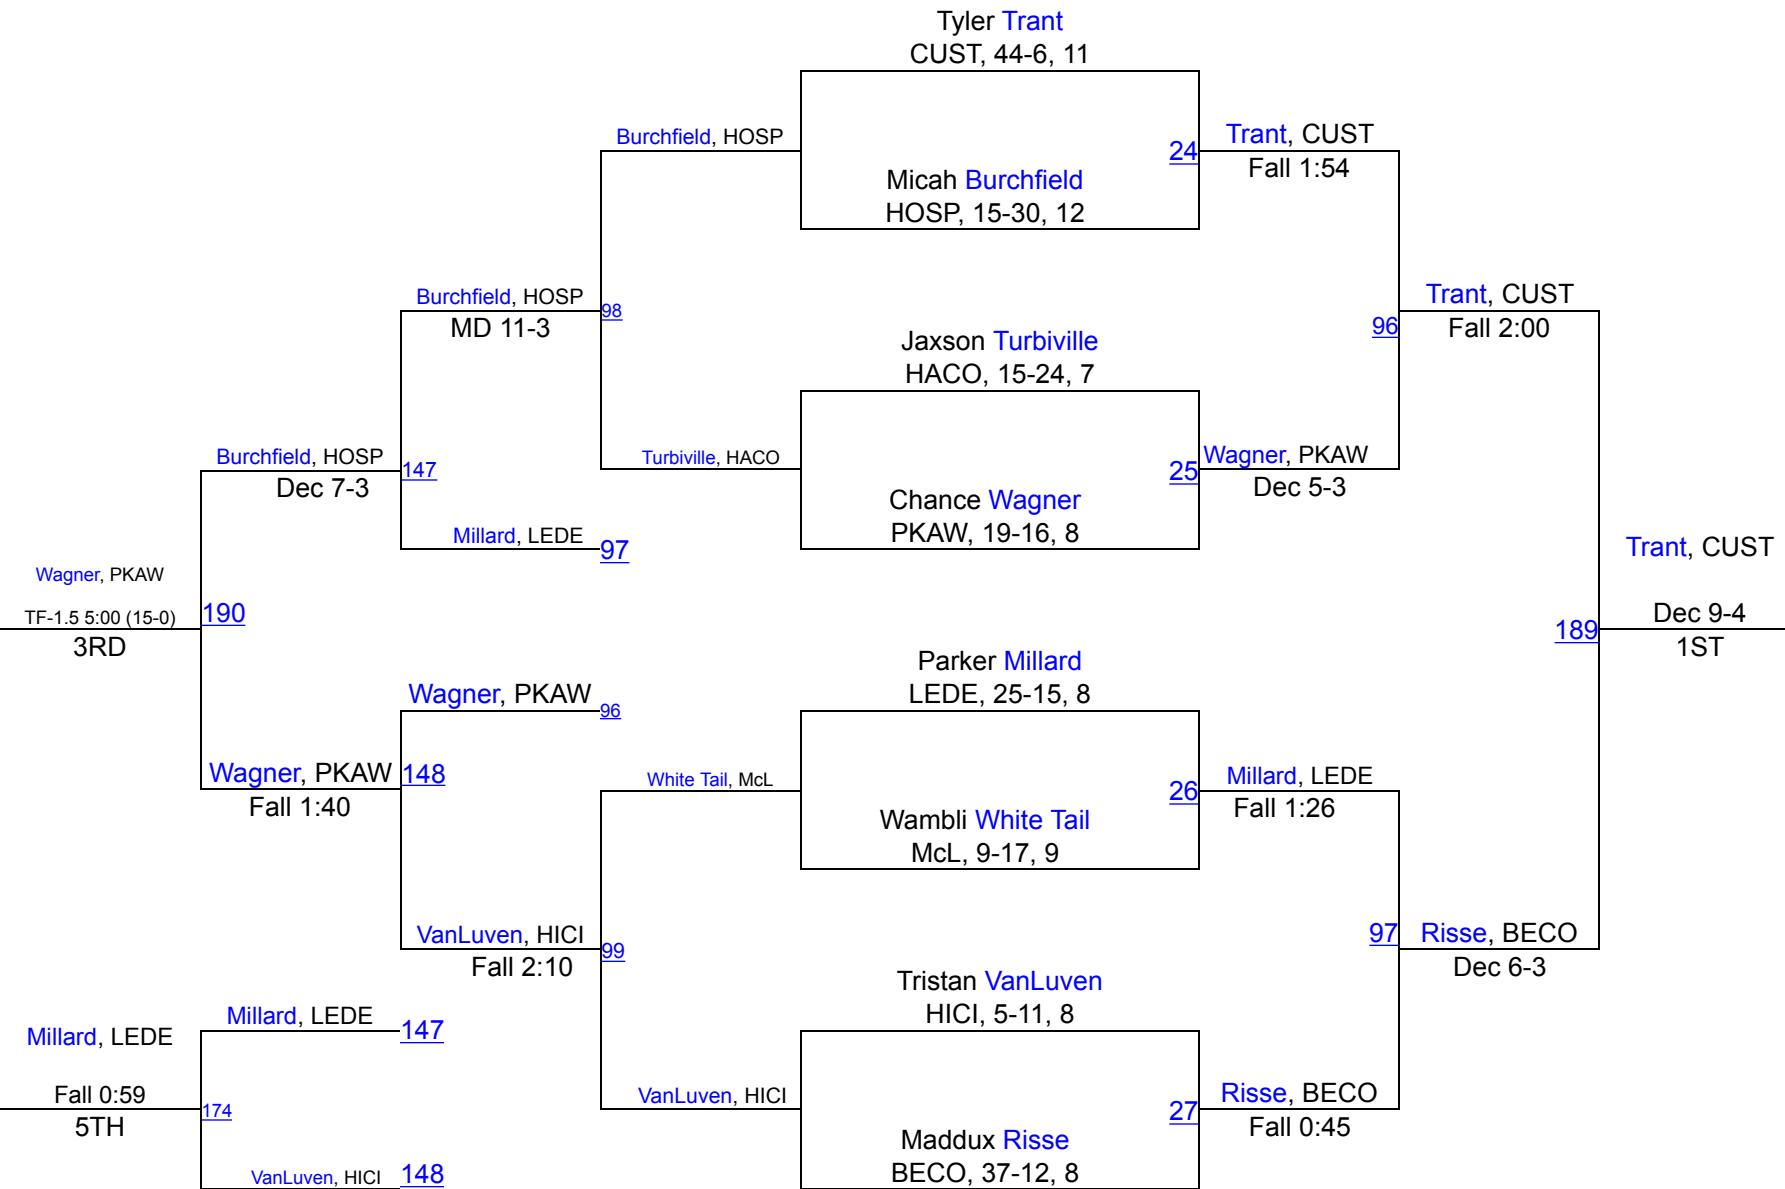 Tyler Trant
CUST, 44-6, 11
Burchfield, HOSP
24
Trant, CUST
Fall 1:54
Micah Burchfield
HOSP, 15-30, 12
Burchfield, HOSP
MD 11-3
98
Trant, CUST
Fall 2:00
96
Jaxson Turbiville
HACO, 15-24, 7
Burchfield, HOSP
Dec 7-3
147
Turbiville, HACO
25
Wagner, PKAW
Dec 5-3
Chance Wagner
PKAW, 19-16, 8
Millard, LEDE
97
Trant, CUST
Dec 9-4
1ST
189
Wagner, PKAW
TF-1.5 5:00 (15-0)
3RD
190
Parker Millard
LEDE, 25-15, 8
Wagner, PKAW
96
Wagner, PKAW
Fall 1:40
148
White Tail, McL
26
Millard, LEDE
Fall 1:26
Wambli White Tail
McL, 9-17, 9
VanLuven, HICI
Fall 2:10
99
97
Risse, BECO
Dec 6-3
Tristan VanLuven
HICI, 5-11, 8
Millard, LEDE
147
Millard, LEDE
Fall 0:59
5TH
174
VanLuven, HICI
27
Risse, BECO
Fall 0:45
Maddux Risse
BECO, 37-12, 8
VanLuven, HICI
148